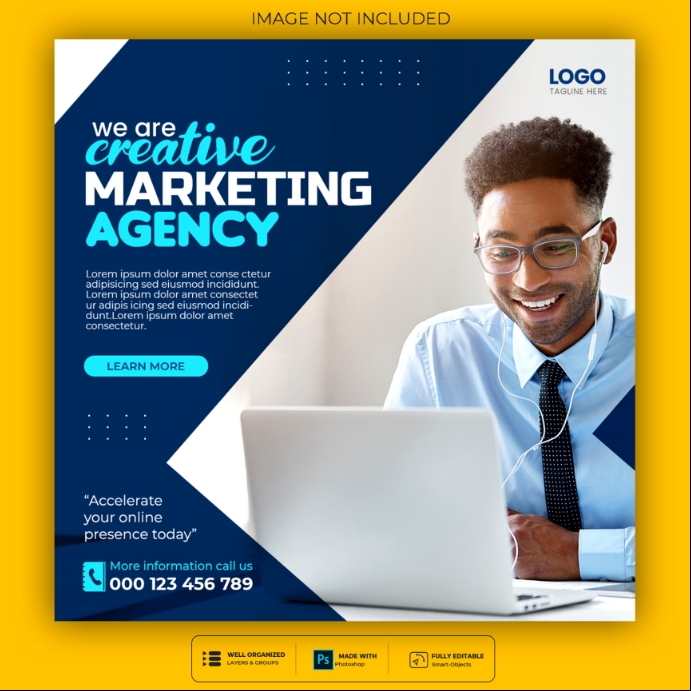 IMAGE NOT INCLUDED
LOGO
TAGLINE HERE
we are
creative
MARKETING
AGENCY
Lorem ipsum dolor amet conse ctetur
adipisicing sed eiusmod incididunt.
Lorem ipsum dolor amet consectet
ur adipis icing sed eiusmod incidi-
dunt.Lorem ipsum dolor amet
consectetur.
LEARN MORE
“Accelerate
your online
presence today”
More information call us
000 123 456 789
WELL ORGANIZED
LAYERS & GROUPS
Ps
MADE WITH
Photoshop
FULLY EDITABLE
Smart-Objects